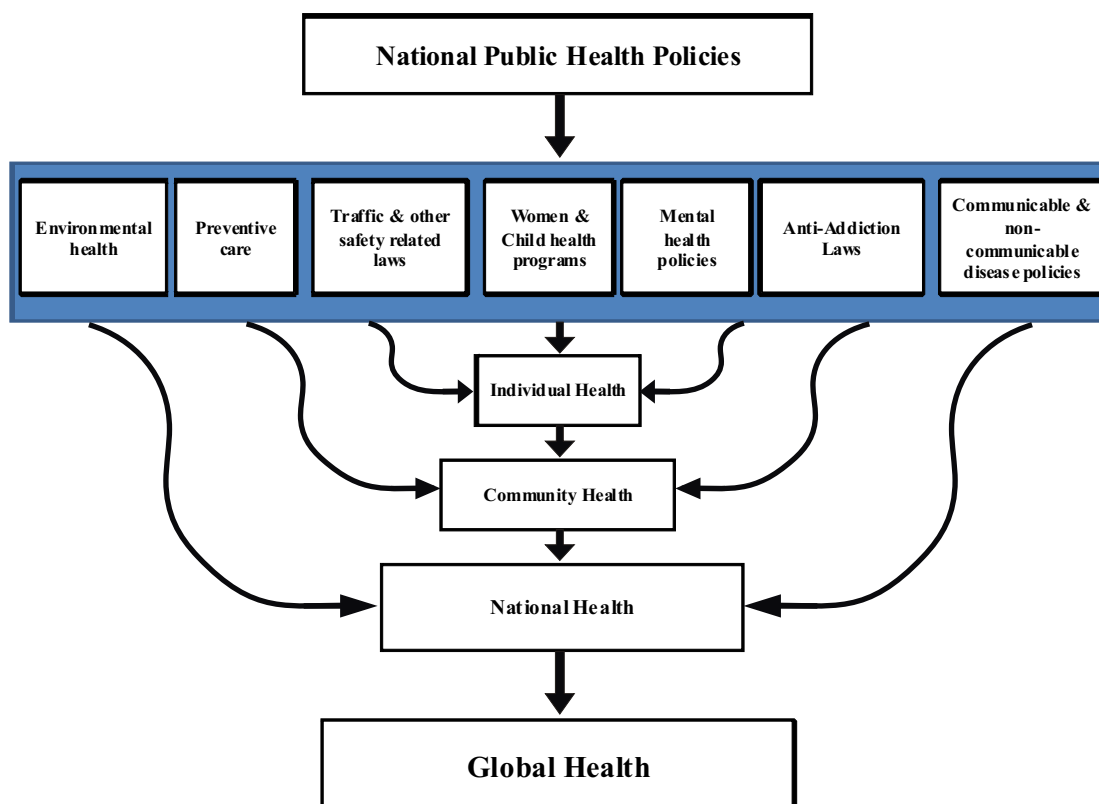 National Public Health Policies
Environmental
health
Preventive
care
Traffic & other
safety related
laws
Women &
Child health
programs
Mental
health
policies
Anti-Addiction
Laws
Communicable &
non-
communicable
disease policies
Individual Health
Community Health
National Health
Global Health